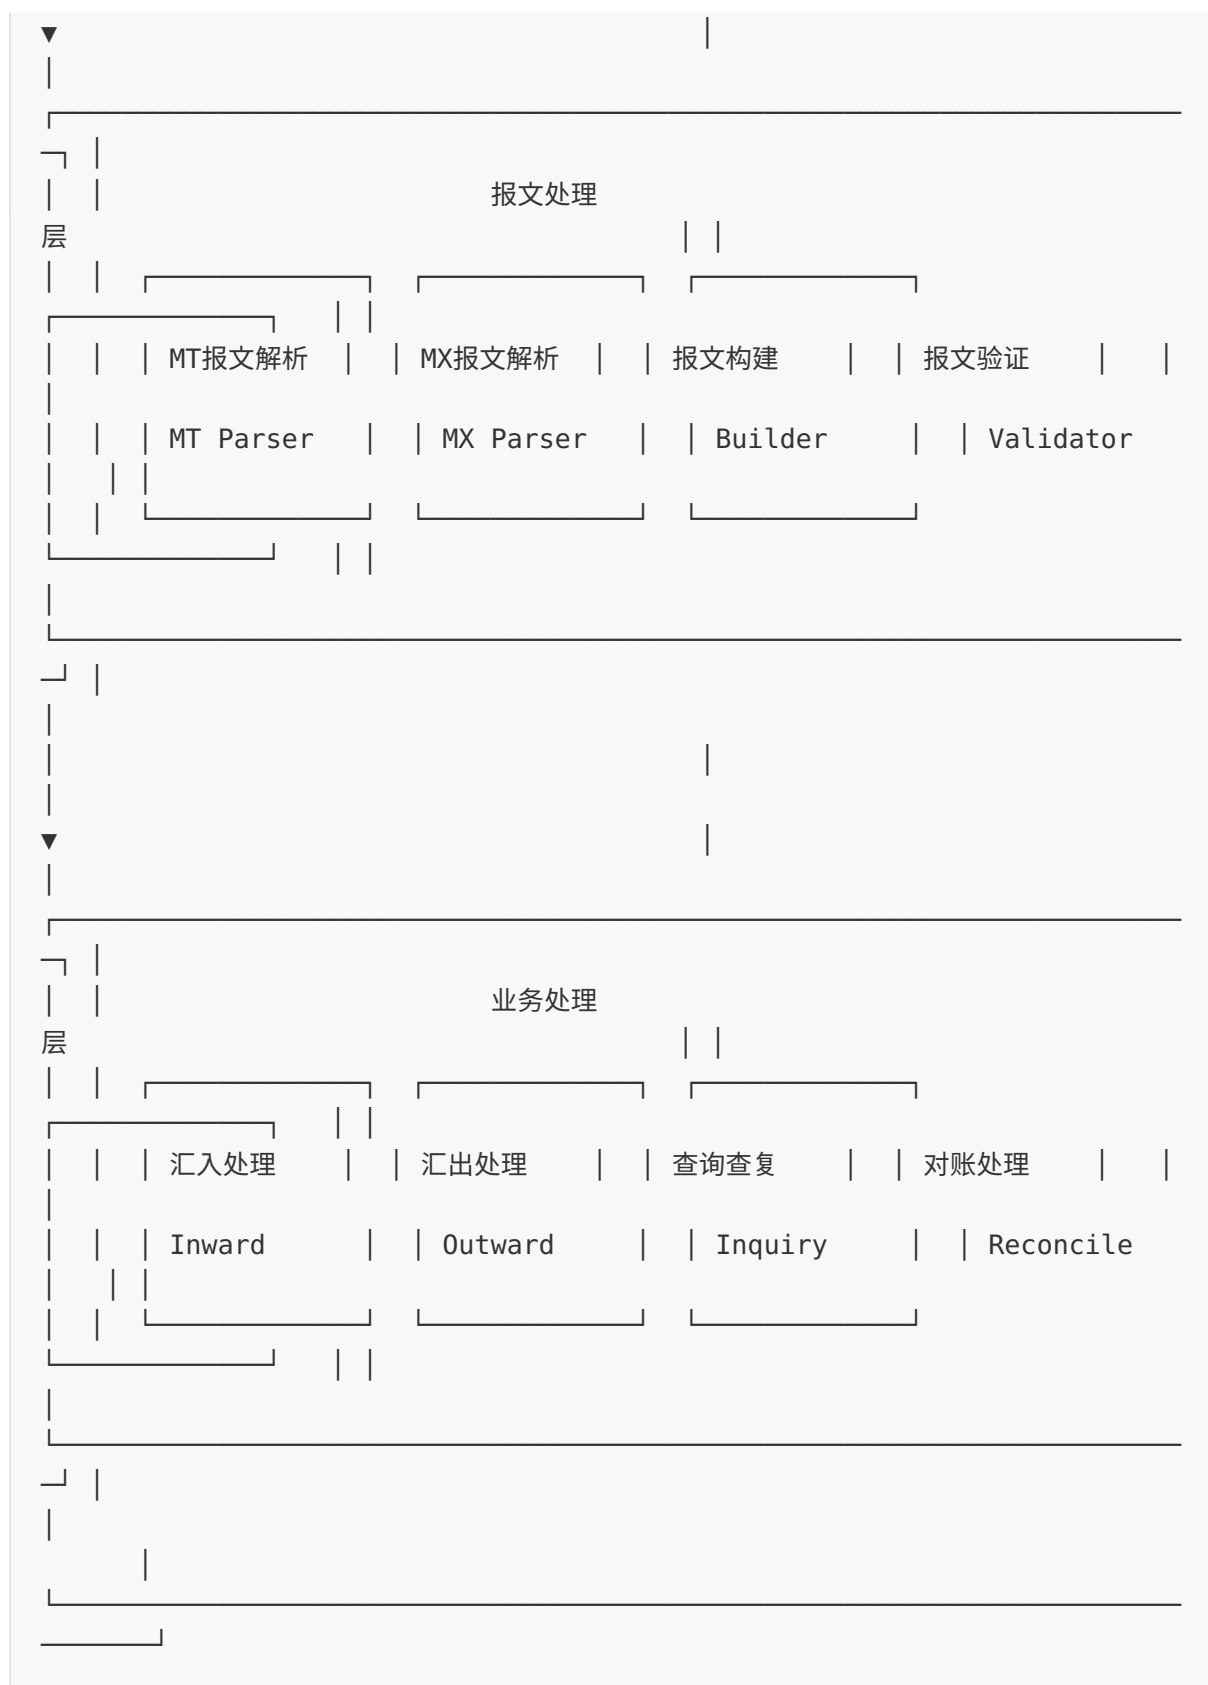 报文处理
层
MT报文解析 MX报文解析 报文构建 报文验证
MT Parser MX Parser Builder Validator
业务处理
层
汇入处理 汇出处理 查询查复 对账处理
Inward Outward Inquiry Reconcile